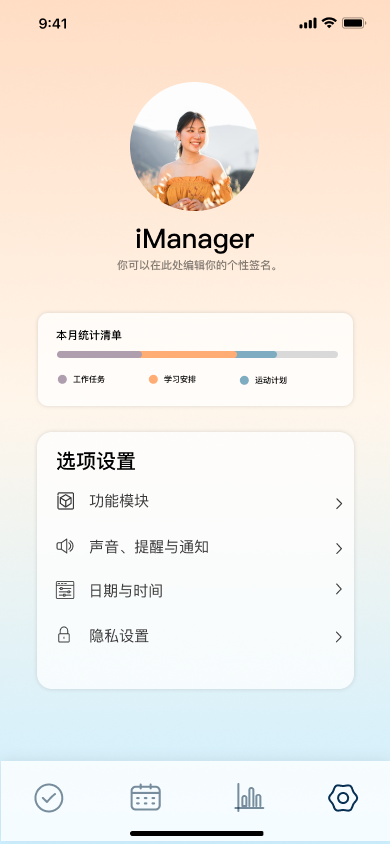 9:41
iManager
你可以在此处编辑你的个性签名。
本月统计清单
工作任务 学习安排 运动计划
选项设置
功能模块
声音、提醒与通知
日期与时间
隐私设置